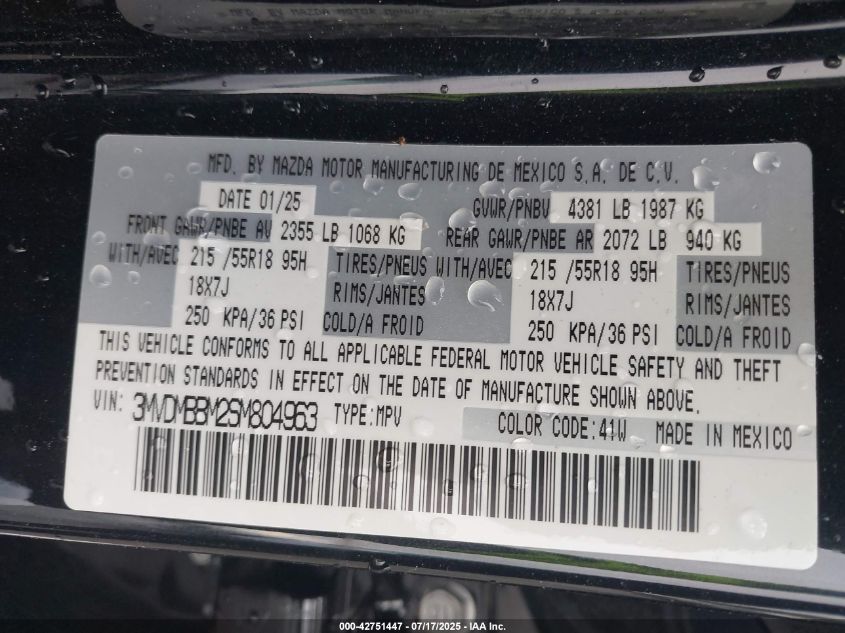 MFD. BY MAZDA MOTOR MANUFACTURING DE MEXICO S.A. DE C.V.
DATE 01/25 GVWR/PNBV 4381 LB 1987 KG
FRONT GAWR/PNBE AV 2355 LB 1068 KG REAR GAWR/PNBE AR 2072 LB 940 KG
WITH/AVEC 215 /55R18 95H TIRES/PNEUS WITH/AVEC 215 /55R18 95H TIRES/PNEUS
18X7J RIMS/JANTES 18X7J RIMS/JANTES
250 KPA/36 PSI COLD/A FROID 250 KPA/36 PSI COLD/A FROID
THIS VEHICLE CONFORMS TO ALL APPLICABLE FEDERAL MOTOR VEHICLE SAFETY AND THEFT
PREVENTION STANDARDS IN EFFECT ON THE DATE OF MANUFACTURE SHOWN ABOVE.
VIN: 3MVDMBBM2SM804963 TYPE:MPV COLOR CODE:41W MADE IN MEXICO
000-42751447 - 07/17/2025 - IAA Inc.